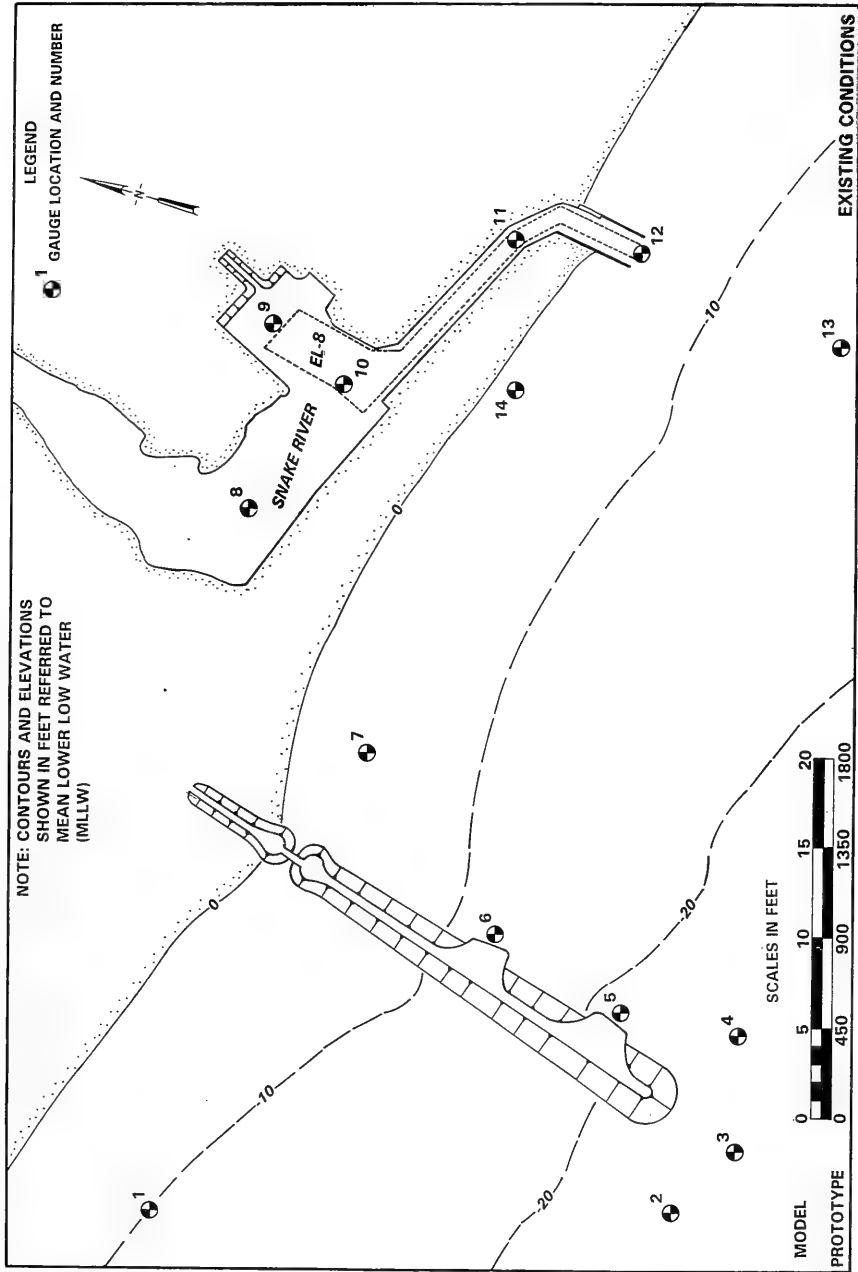 NOTE: CONTOURS AND ELEVATIONS
SHOWN IN FEET REFERRED TO
MEAN LOWER LOW WATER
(MLLW)
LEGEND
1 GAUGE LOCATION AND NUMBER
-N-
1
2
3
4
5
6
7
8
9
10
11
12
13
14
SNAKE RIVER
EL-8
0
0
-10
-10
-20
-20
SCALES IN FEET
MODEL 0 5 10 15 20
PROTOTYPE 0 450 900 1350 1800
EXISTING CONDITIONS